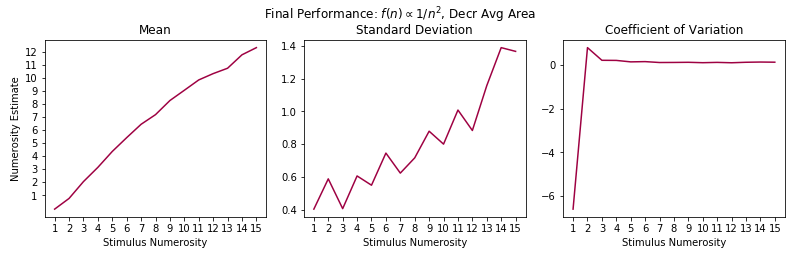 Final Performance: f(n) ∝ 1/n², Decr Avg Area
Mean
Numerosity Estimate
12
11
10
9
8
7
6
5
4
3
2
1
1 2 3 4 5 6 7 8 9 10 11 12 13 14 15
Stimulus Numerosity
Standard Deviation
1.4
1.2
1.0
0.8
0.6
0.4
1 2 3 4 5 6 7 8 9 10 11 12 13 14 15
Stimulus Numerosity
Coefficient of Variation
0
−2
−4
−6
1 2 3 4 5 6 7 8 9 10 11 12 13 14 15
Stimulus Numerosity